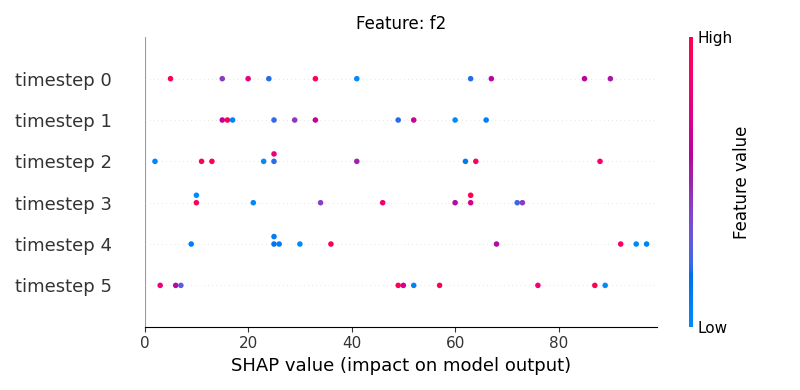 Feature: f2
High
timestep 0
timestep 1
timestep 2
timestep 3
timestep 4
timestep 5
Feature value
Low
0 20 40 60 80
SHAP value (impact on model output)